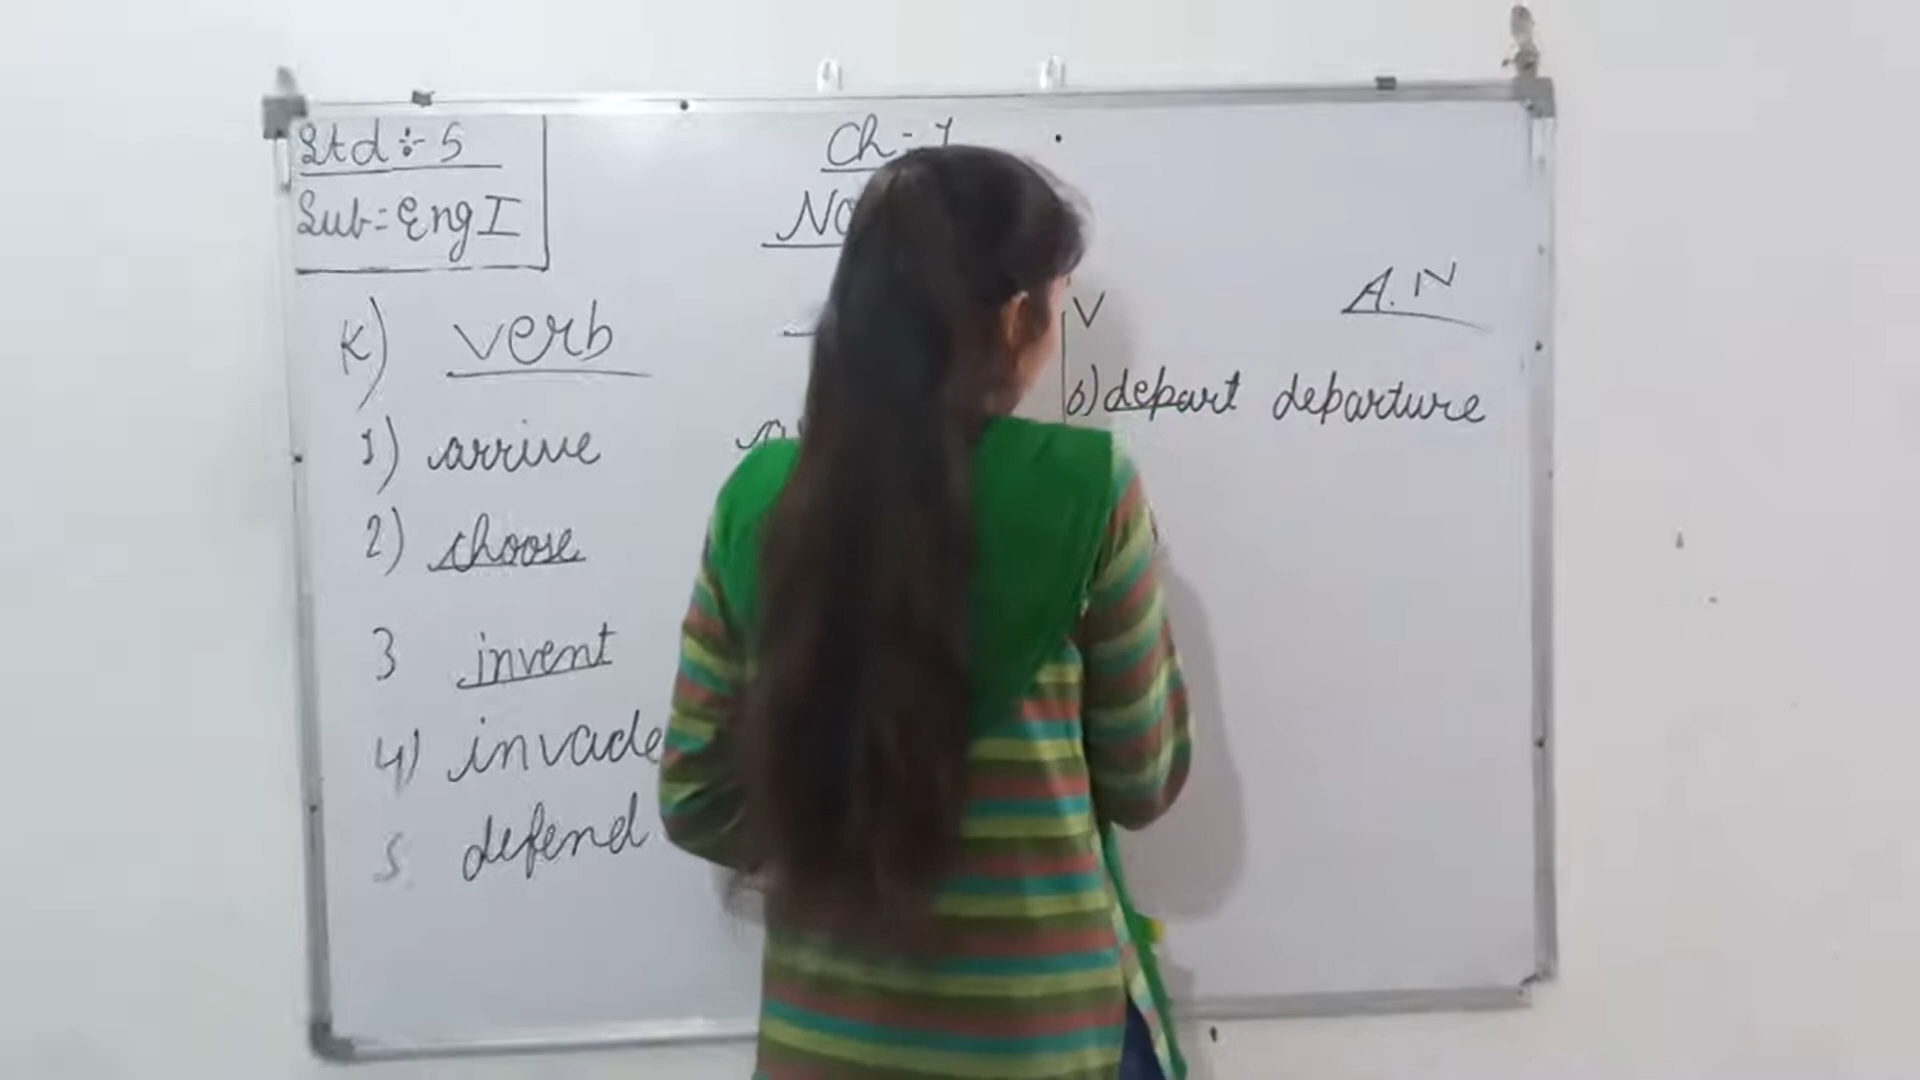 Std ÷ 5
Sub = Eng I
Ch - 1
K) verb
1) arrive
2) choose
3 invent
4) invade
5. defend
V
A.N
6) depart departure